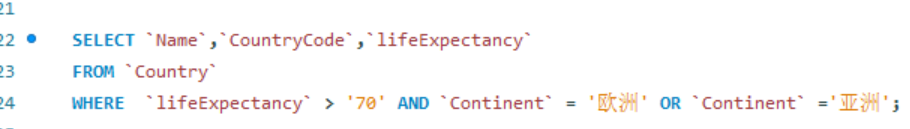 21
22 SELECT `Name`,`CountryCode`,`lifeExpectancy`
23 FROM `Country`
24 WHERE  `lifeExpectancy` > '70' AND `Continent` = '欧洲' OR `Continent` ='亚洲';